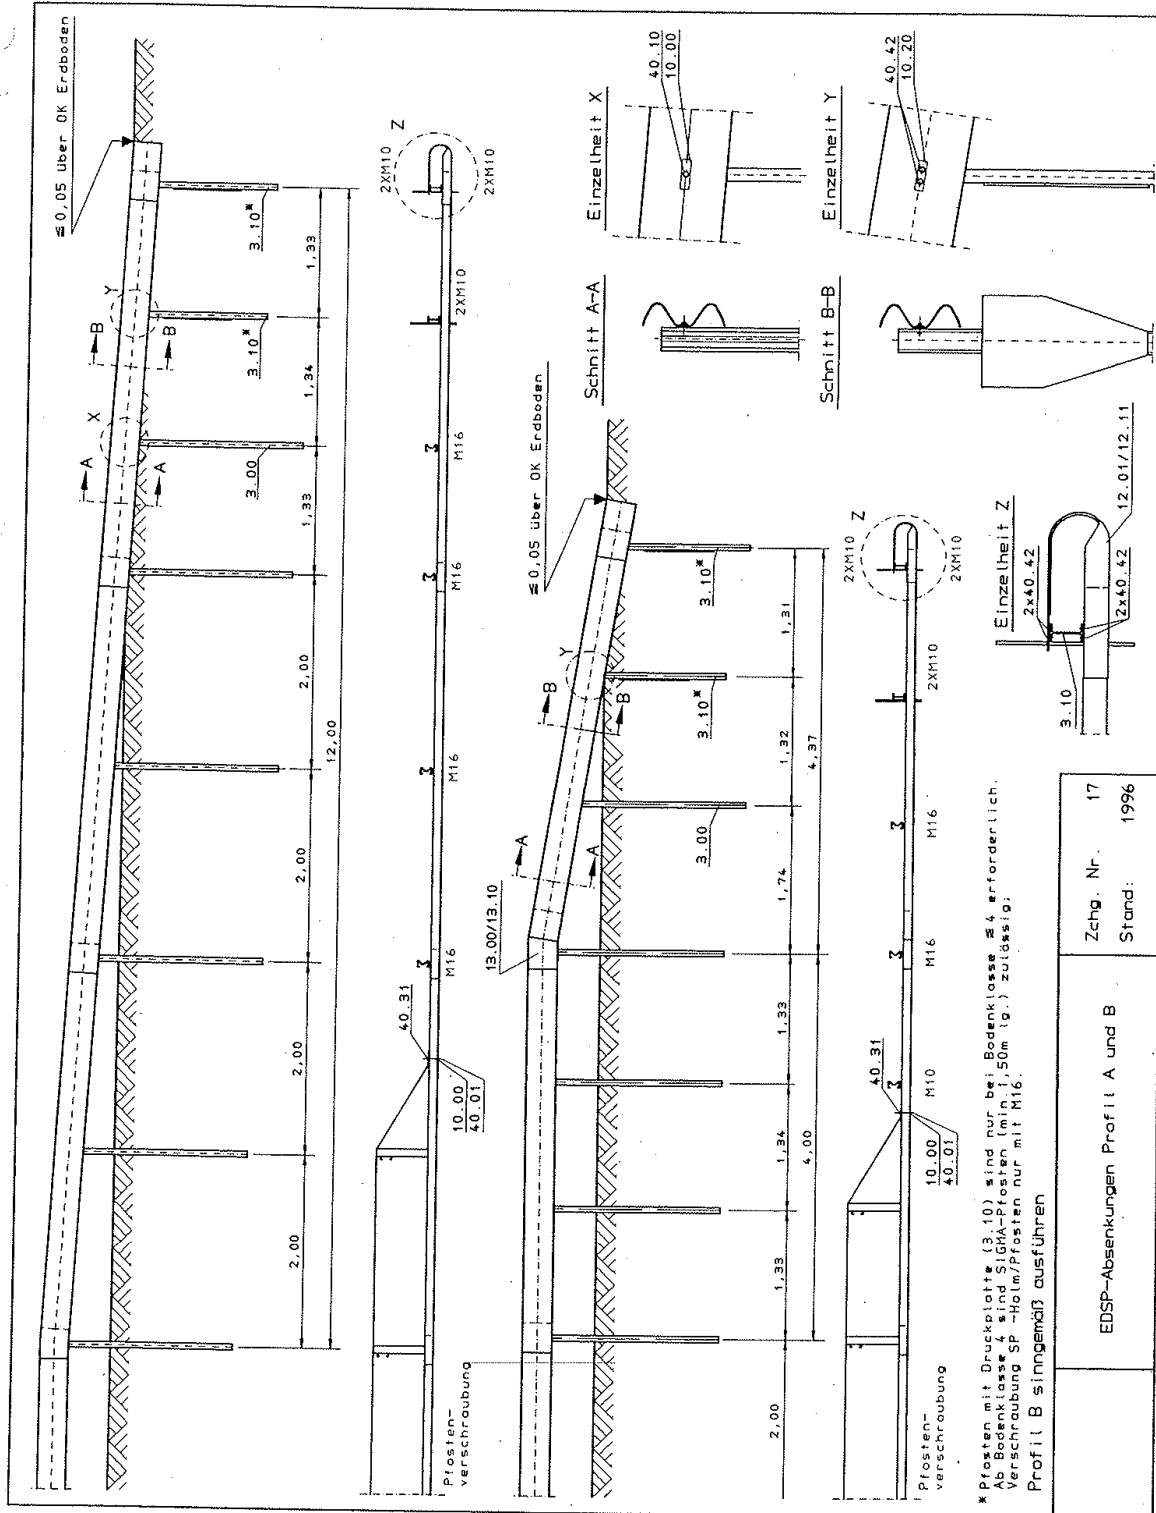 ≦0,05 über OK Erdboden
A
A
X
B
B
Y
3.00
3.10*
3.10*
2,00
2,00
2,00
2,00
1,33
1,34
1,33
12,00
Pfosten-
verschraubung
10.00
40.01
40.31
M16
M16
M16
M16
2XM10
2XM10
2XM10
Z
≦0,05 über OK Erdboden
13.00/13.10
A
A
B
B
Y
3.00
3.10*
3.10*
2,00
1,33
1,34
1,33
1,74
1,32
1,31
4,00
4,37
Pfosten-
verschraubung
10.00
40.01
40.31
M10
M16
M16
2XM10
2XM10
2XM10
Z
Schnitt A-A
Einzelheit X
40.10
10.00
Schnitt B-B
Einzelheit Y
40.42
10.20
Einzelheit Z
2x40.42
3.10
2x40.42
12.01/12.11
* Pfosten mit Druckplatte (3.10) sind nur bei Bodenklasse ≦ 4 erforderlich.
Ab Bodenklasse 4 sind SIGMA-Pfosten (min.1,50m lg.) zulässig;
Verschraubung SP -Holm/Pfosten nur mit M16.
Profil B sinngemäß ausführen
EDSP-Absenkungen Profil A und B
Zchg. Nr. 17
Stand: 1996